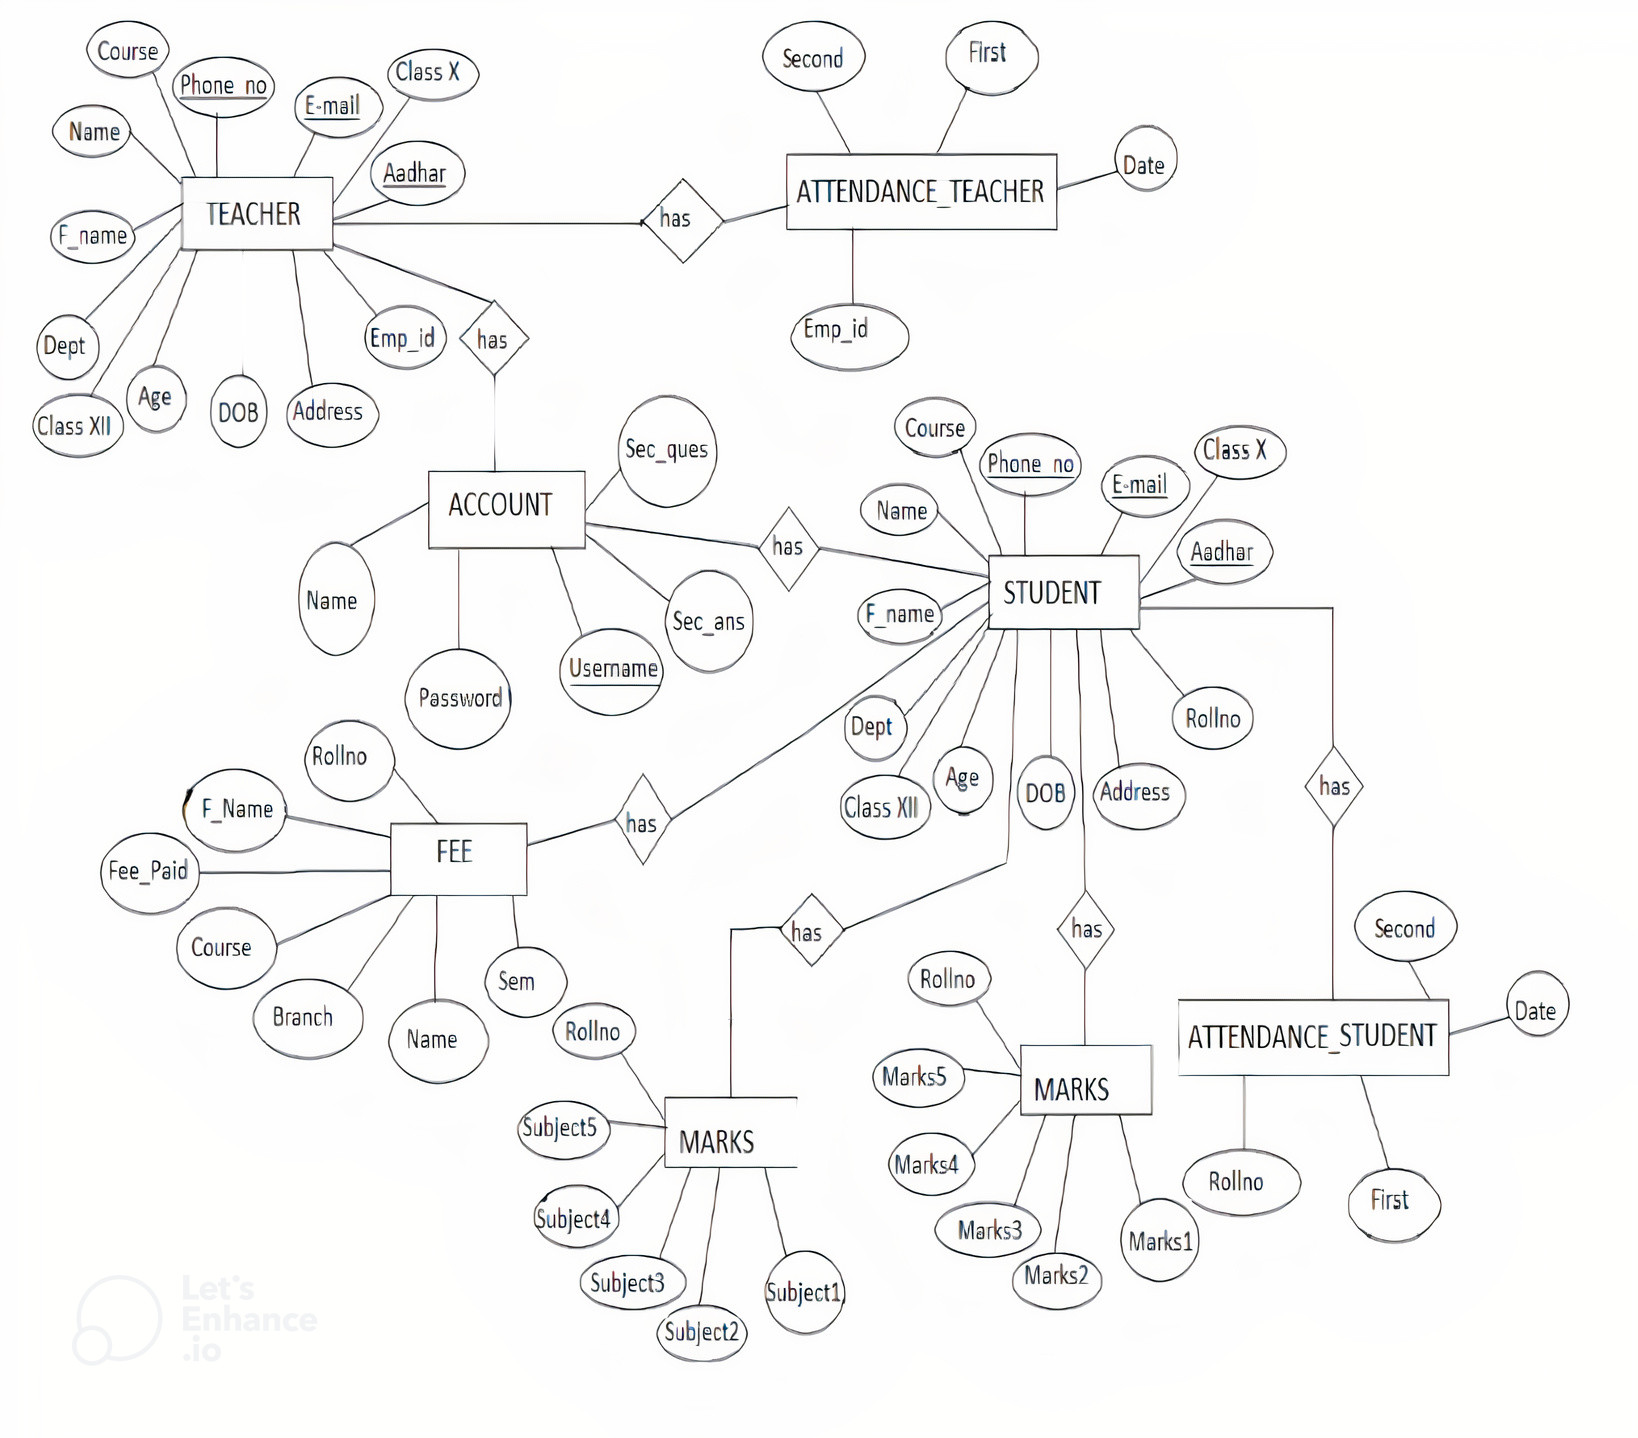 Course
Phone_no
E-mail
Class X
Name
Aadhar
TEACHER
F_name
Dept
Class XII
Age
DOB
Address
Emp_id
has
has
Second
First
Date
ATTENDANCE_TEACHER
Emp_id
ACCOUNT
Sec_ques
Name
Password
Username
Sec_ans
has
Course
Phone_no
E-mail
Class X
Name
Aadhar
STUDENT
F_name
Dept
Class XII
Age
DOB
Address
Rollno
has
Rollno
F_Name
FEE
has
Fee_Paid
Course
Branch
Name
Sem
has
has
Rollno
Subject5
MARKS
Subject4
Subject3
Subject2
Subject1
Rollno
Marks5
MARKS
Marks4
Marks3
Marks2
Marks1
Second
Date
ATTENDANCE_STUDENT
Rollno
First
Let's
Enhance
.io